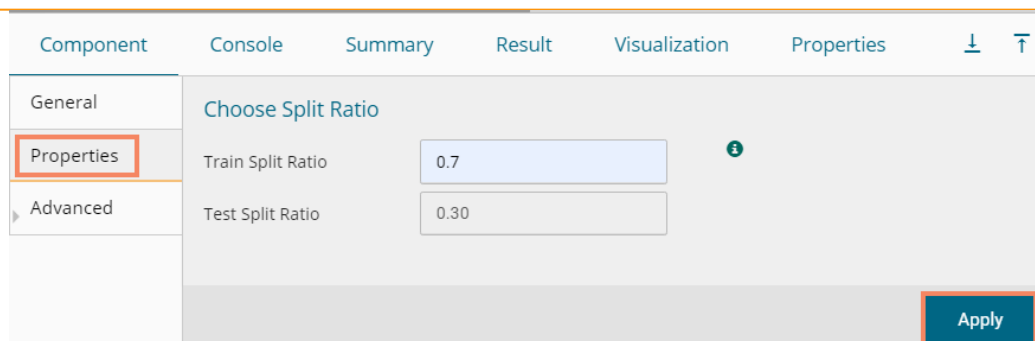 Component Console Summary Result Visualization Properties
General
Properties
Advanced
Choose Split Ratio
Train Split Ratio 0.7
Test Split Ratio 0.30
Apply